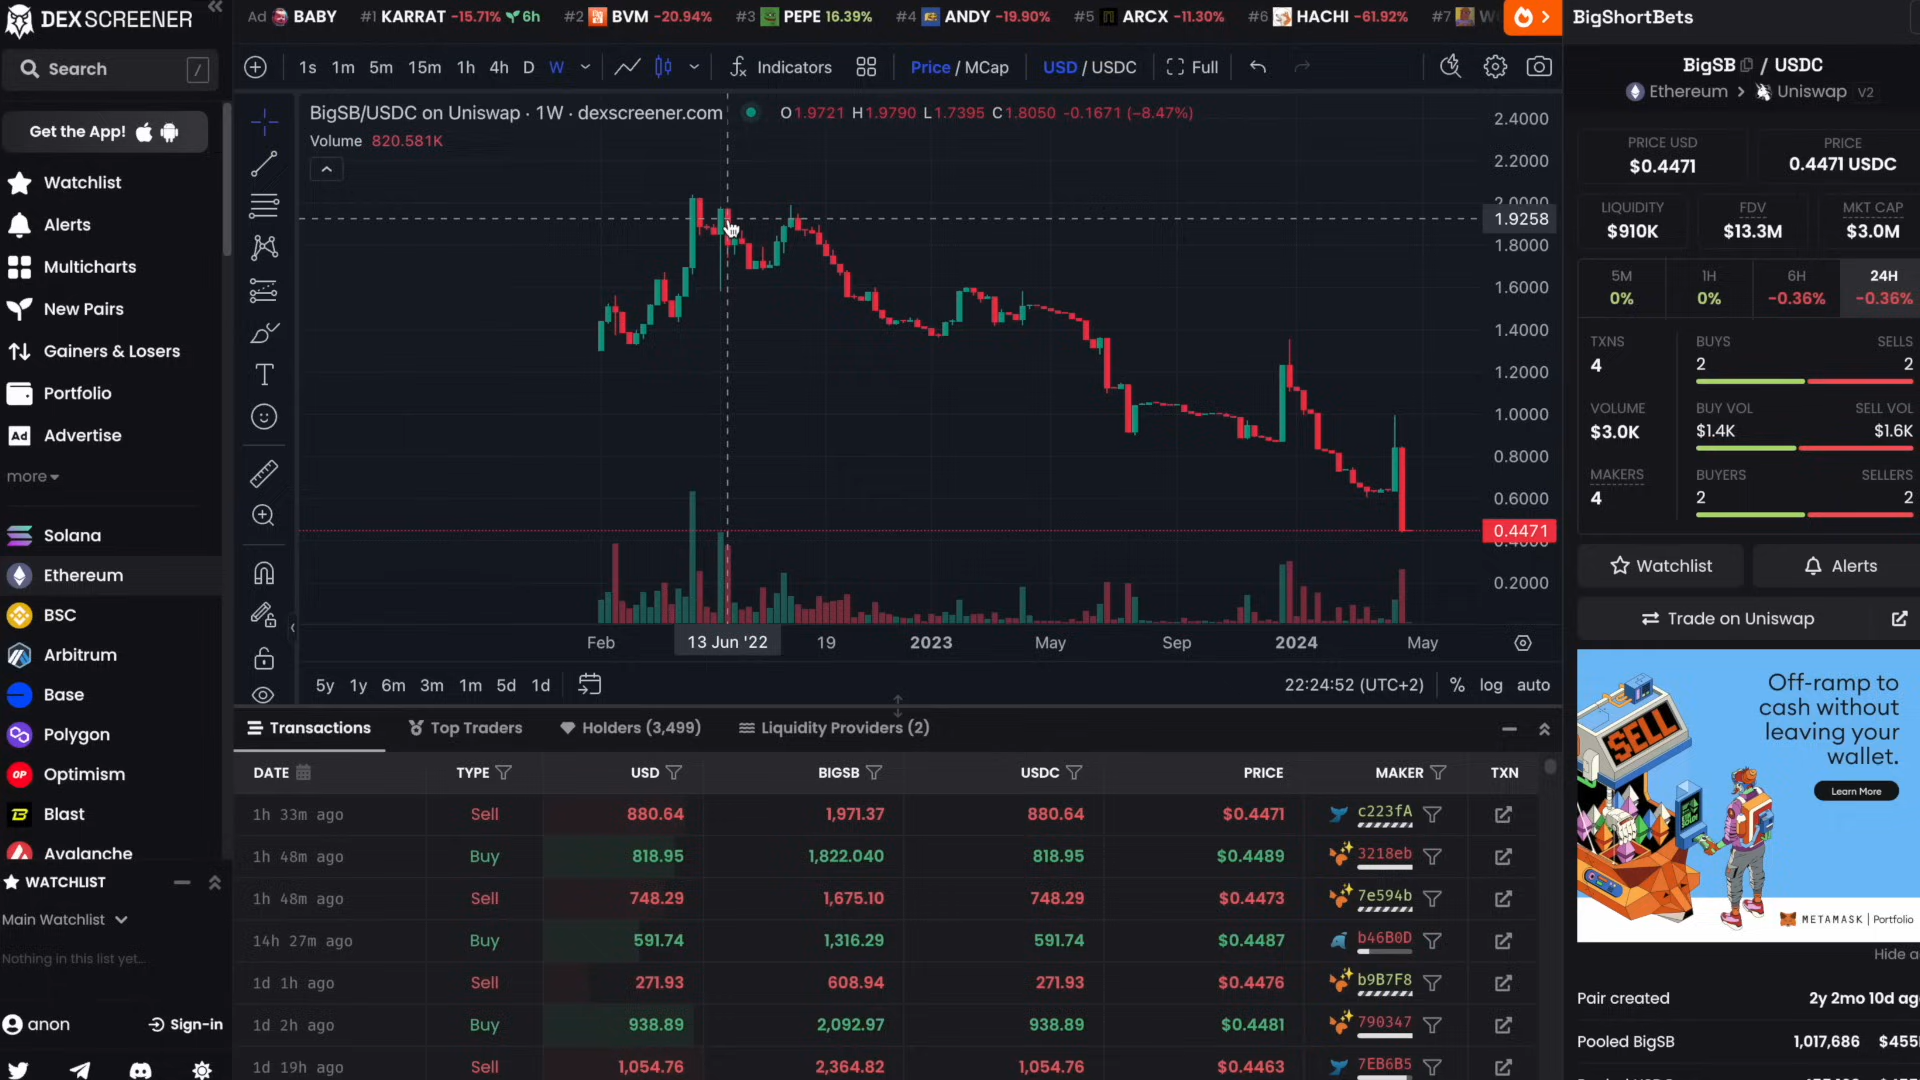 DEX SCREENER
Ad BABY #1 KARRAT -15.71% 6h #2 BVM -20.94% #3 PEPE 16.39% #4 ANDY -19.90% #5 ARCX -11.30% #6 HACHI -61.92% #7
BigShortBets
Search /
1s 1m 5m 15m 1h 4h D W Indicators Price / MCap USD / USDC Full
BigSB / USDC
Ethereum > Uniswap V2
Get the App!
Watchlist
Alerts
Multicharts
New Pairs
Gainers & Losers
Portfolio
Ad Advertise
more
Solana
Ethereum
BSC
Arbitrum
Base
Polygon
OP Optimism
Blast
Avalanche
WATCHLIST
Main Watchlist
Nothing in this list yet...
anon Sign-in
BigSB/USDC on Uniswap · 1W · dexscreener.com O1.9721 H1.9790 L1.7395 C1.8050 -0.1671 (-8.47%)
Volume 820.581K
2.4000
2.2000
2.0000
1.9258
1.8000
1.6000
1.4000
1.2000
1.0000
0.8000
0.6000
0.4471
0.4000
0.2000
Feb 13 Jun '22 19 2023 May Sep 2024 May
5y 1y 6m 3m 1m 5d 1d 22:24:52 (UTC+2) % log auto
Transactions Top Traders Holders (3,499) Liquidity Providers (2)
DATE TYPE USD BIGSB USDC PRICE MAKER TXN
1h 33m ago Sell 880.64 1,971.37 880.64 $0.4471 c223fA
1h 48m ago Buy 818.95 1,822.040 818.95 $0.4489 3218eb
1h 48m ago Sell 748.29 1,675.10 748.29 $0.4473 7e594b
14h 27m ago Buy 591.74 1,316.29 591.74 $0.4487 b46B0D
1d 1h ago Sell 271.93 608.94 271.93 $0.4476 b9B7F8
1d 2h ago Buy 938.89 2,092.97 938.89 $0.4481 790347
1d 19h ago Sell 1,054.76 2,364.82 1,054.76 $0.4463 7EB6B5
PRICE USD PRICE
$0.4471 0.4471 USDC
LIQUIDITY FDV MKT CAP
$910K $13.3M $3.0M
5M 1H 6H 24H
0% 0% -0.36% -0.36%
TXNS BUYS SELLS
4 2 2
VOLUME BUY VOL SELL VOL
$3.0K $1.4K $1.6K
MAKERS BUYERS SELLERS
4 2 2
Watchlist Alerts
Trade on Uniswap
SELL
Off-ramp to
cash without
leaving your
wallet.
Learn More
METAMASK | Portfolio
Hide
Pair created 2y 2mo 10d ag
Pooled BigSB 1,017,686 $455